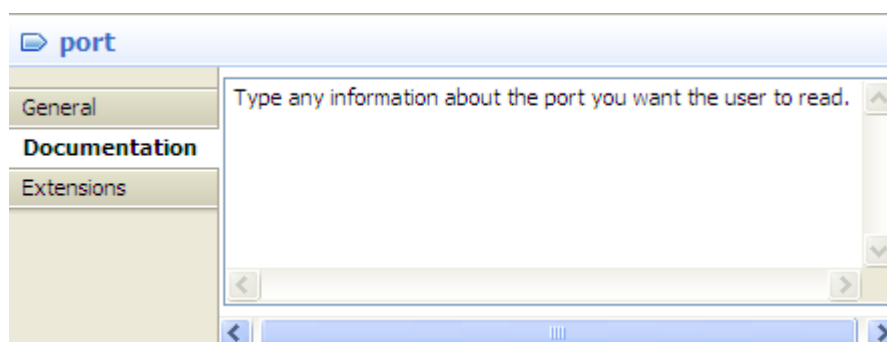 port
General
Documentation
Extensions
Type any information about the port you want the user to read.